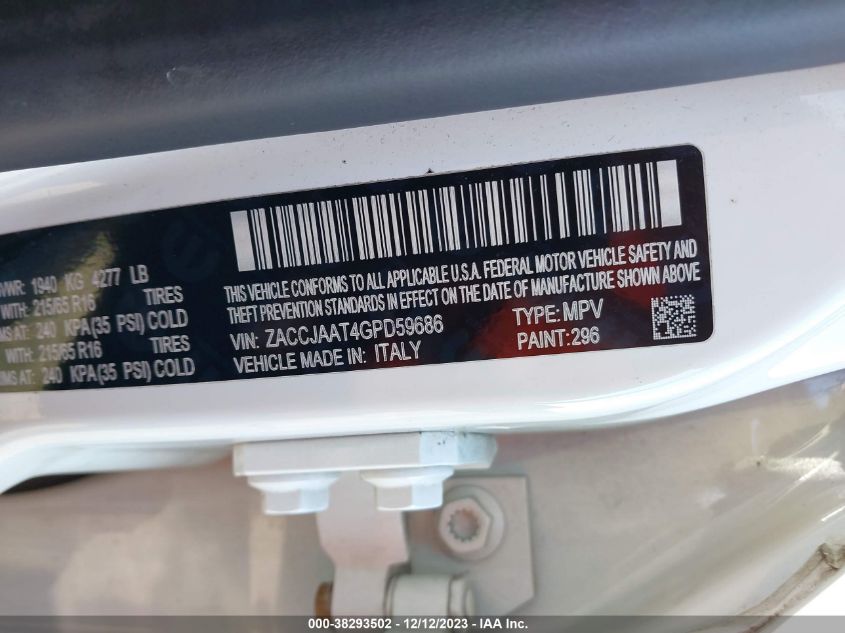 VWR: 1940 KG 4277 LB
WITH: 215/65 R16 TIRES
MS AT: 240 KPA(35 PSI) COLD
WITH: 215/65 R16 TIRES
MS AT: 240 KPA(35 PSI) COLD
THIS VEHICLE CONFORMS TO ALL APPLICABLE U.S.A. FEDERAL MOTOR VEHICLE SAFETY AND
THEFT PREVENTION STANDARDS IN EFFECT ON THE DATE OF MANUFACTURE SHOWN ABOVE
VIN: ZACCJAAT4GPD59686 TYPE: MPV
VEHICLE MADE IN: ITALY PAINT: 296
000-38293502 - 12/12/2023 - IAA Inc.